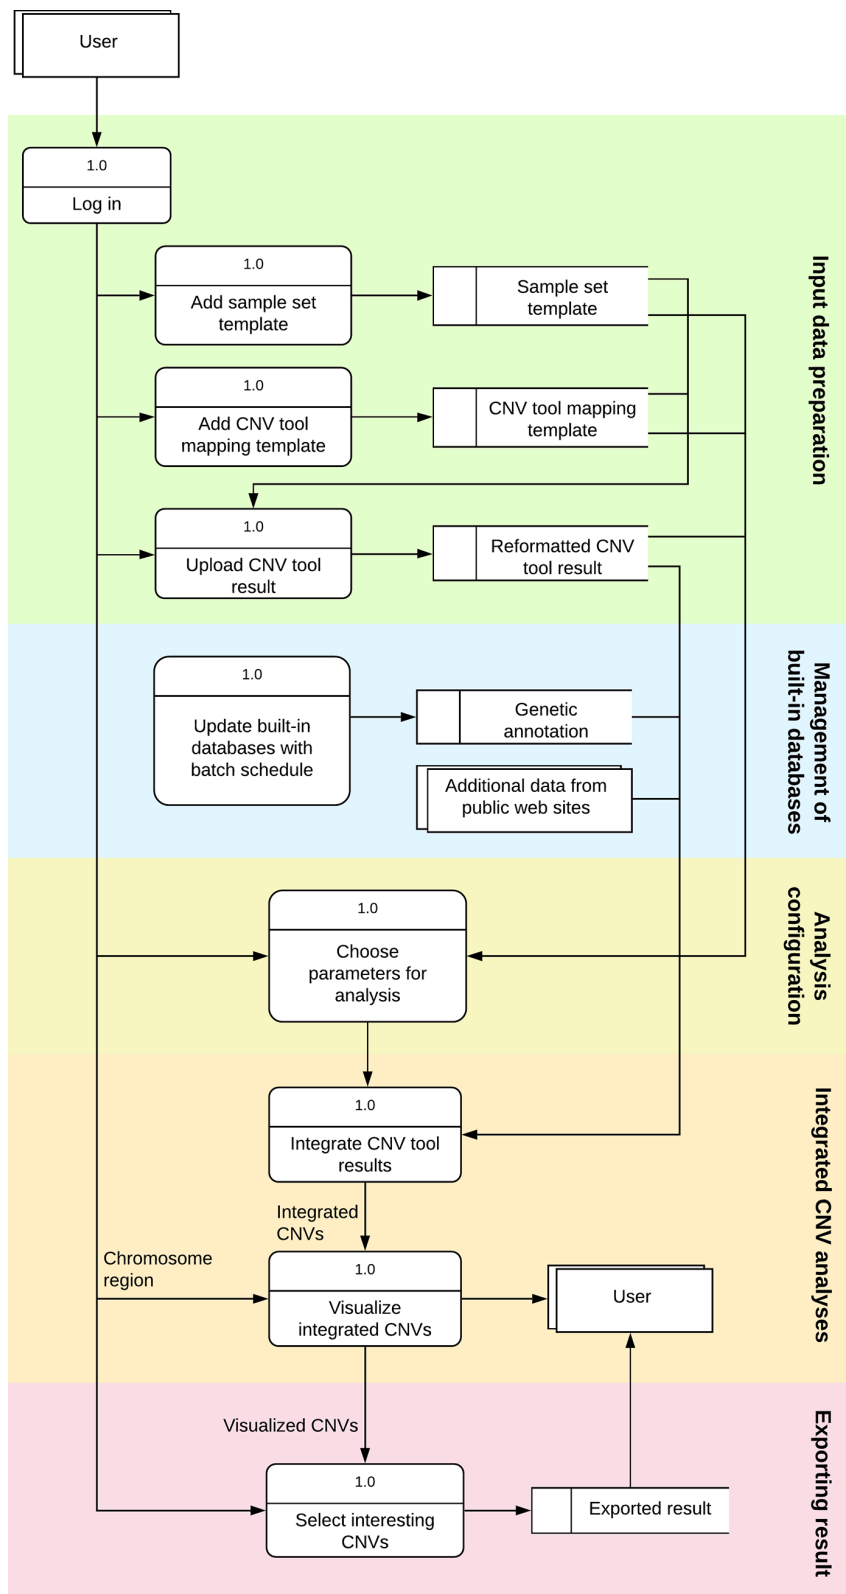 User
1.0
Log in
1.0
Add sample set
template
Sample set
template
1.0
Add CNV tool
mapping template
CNV tool mapping
template
1.0
Upload CNV tool
result
Reformatted CNV
tool result
Input data preparation
1.0
Update built-in
databases with
batch schedule
Genetic
annotation
Additional data from
public web sites
Management of
built-in databases
1.0
Choose
parameters for
analysis
Analysis
configuration
1.0
Integrate CNV tool
results
Integrated
CNVs
Chromosome
region
1.0
Visualize
integrated CNVs
User
Integrated CNV analyses
Visualized CNVs
1.0
Select interesting
CNVs
Exported result
Exporting result